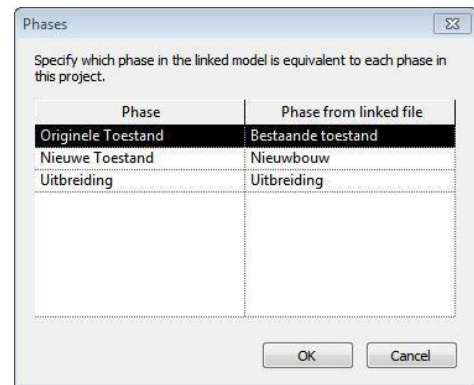 Phases
Specify which phase in the linked model is equivalent to each phase in
this project.
Phase Phase from linked file
Originele Toestand Bestaande toestand
Nieuwe Toestand Nieuwbouw
Uitbreiding Uitbreiding
OK Cancel